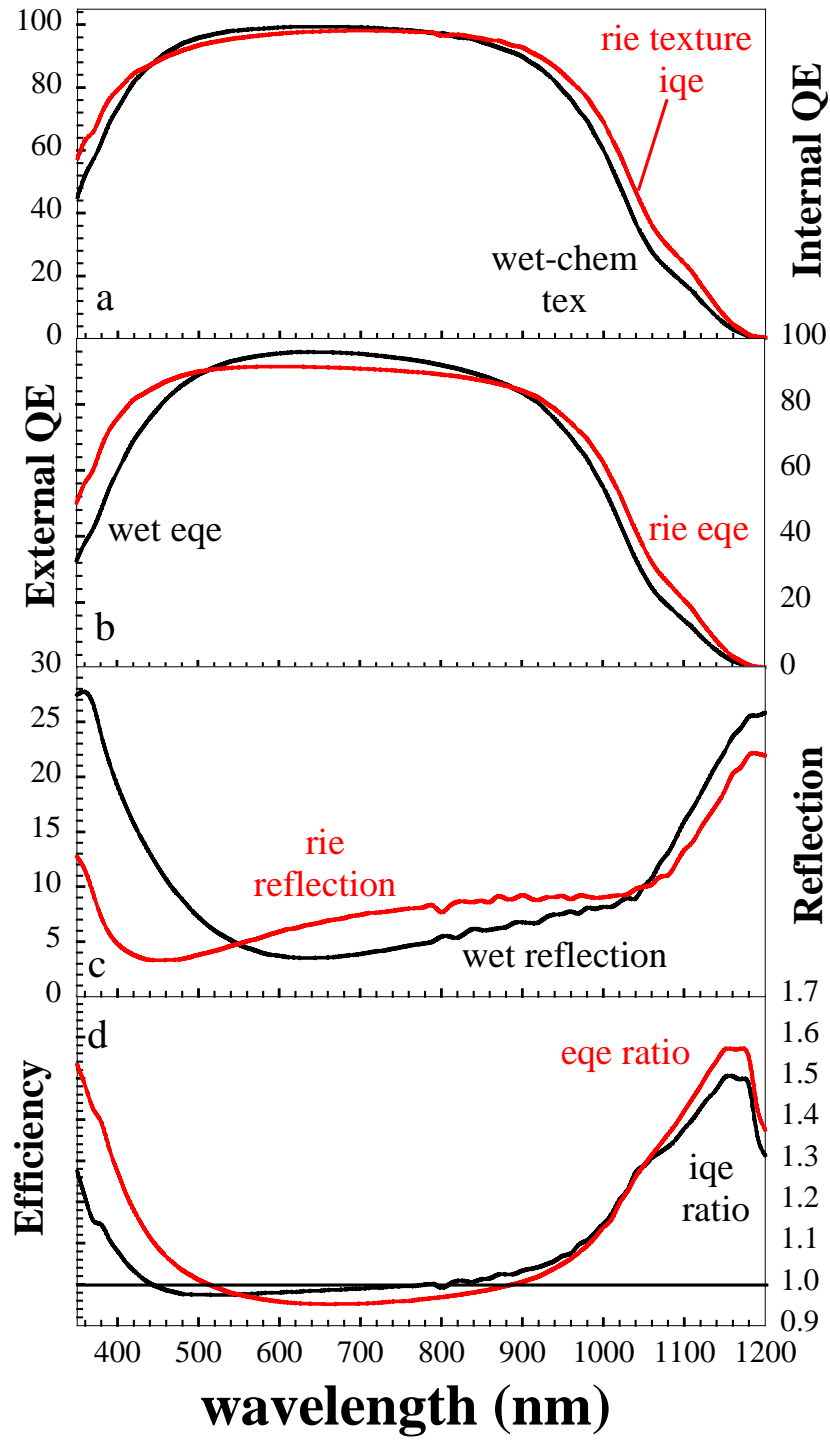 100
80
60
40
20
0
rie texture
iqe
wet-chem
tex
a
Internal QE
External QE
wet eqe
rie eqe
b
100
80
60
40
20
0
30
25
20
15
10
5
0
rie
reflection
wet reflection
c
Reflection
d
Efficiency
eqe ratio
iqe
ratio
1.7
1.6
1.5
1.4
1.3
1.2
1.1
1.0
0.9
400 500 600 700 800 900 1000 1100 1200
wavelength (nm)